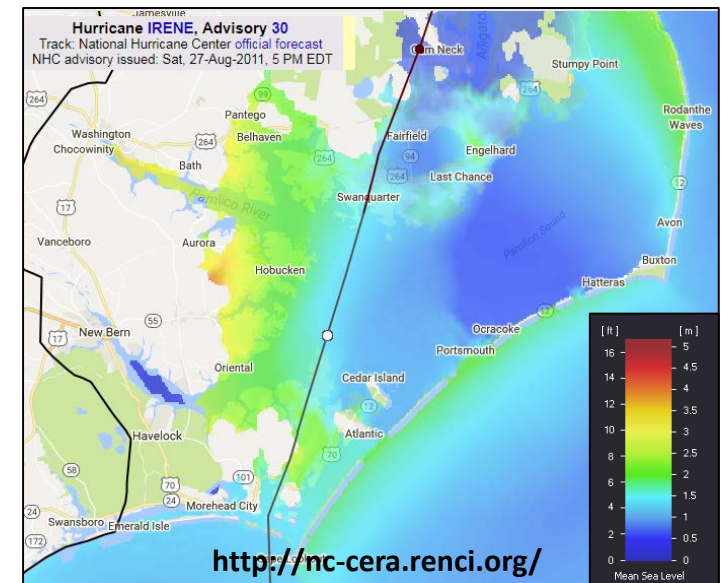 Jamesville
Hurricane IRENE, Advisory 30
Track: National Hurricane Center official forecast
NHC advisory issued: Sat, 27-Aug-2011, 5 PM EDT
Stumpy Point
264
99
264
Rodanthe
Waves
Pantego
Washington
264
Belhaven
Fairfield
Engelhard
Chocowinity
264
94
Bath
264
Last Chance
12
Swanquarter
Pamlico River
17
Avon
Vanceboro
Aurora
Pamlico Sound
Buxton
Hobucken
Hatteras
12
55
Ocracoke
New Bern
17
Portsmouth
Oriental
Cedar Island
12
Havelock
Atlantic
70
58
101
70
24
Morehead City
24
Swansboro
Emerald Isle
172
http://nc-cera.renci.org/
[ ft ] [ m ]
16 5
14 4.5
12 4
10 3.5
8 3
6 2.5
4 2
2 1.5
0 1
0.5
0
Mean Sea Level